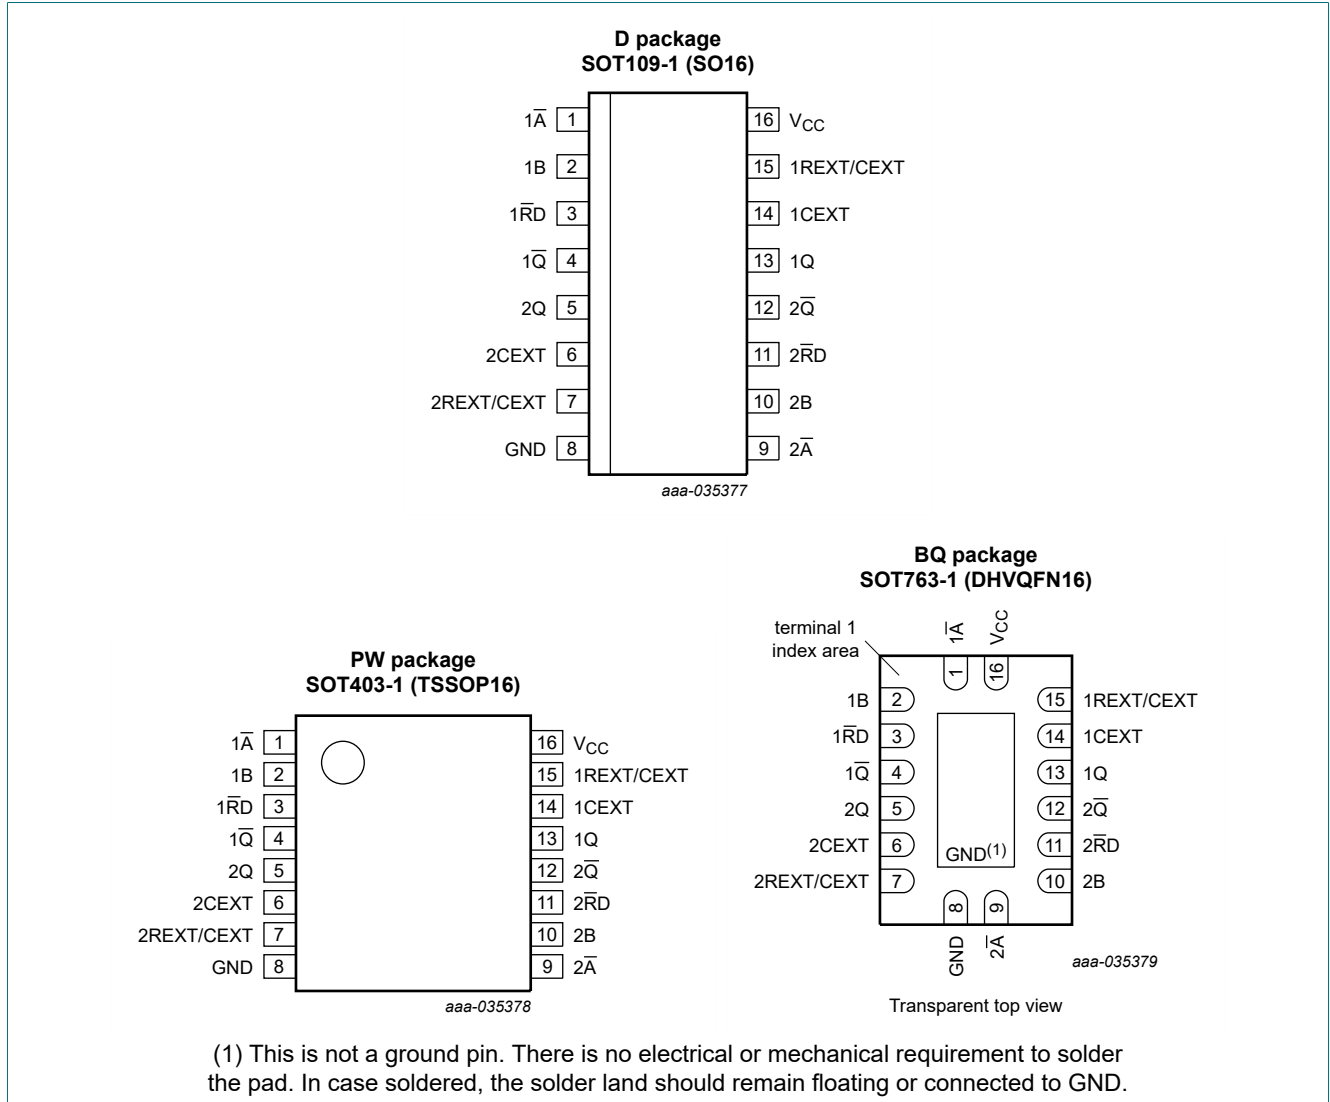 D package
SOT109-1 (SO16)
1A̅ 1 16 VCC
1B 2 15 1REXT/CEXT
1R̅D 3 14 1CEXT
1Q̅ 4 13 1Q
2Q 5 12 2Q̅
2CEXT 6 11 2R̅D
2REXT/CEXT 7 10 2B
GND 8 9 2A̅
aaa-035377
PW package
SOT403-1 (TSSOP16)
1A̅ 1 16 VCC
1B 2 15 1REXT/CEXT
1R̅D 3 14 1CEXT
1Q̅ 4 13 1Q
2Q 5 12 2Q̅
2CEXT 6 11 2R̅D
2REXT/CEXT 7 10 2B
GND 8 9 2A̅
aaa-035378
BQ package
SOT763-1 (DHVQFN16)
terminal 1
index area
1A̅ VCC
1 16
1B 2 15 1REXT/CEXT
1R̅D 3 14 1CEXT
1Q̅ 4 13 1Q
2Q 5 12 2Q̅
2CEXT 6 11 2R̅D
GND(1)
2REXT/CEXT 7 10 2B
8 9
GND 2A̅
aaa-035379
Transparent top view
(1) This is not a ground pin. There is no electrical or mechanical requirement to solder
the pad. In case soldered, the solder land should remain floating or connected to GND.